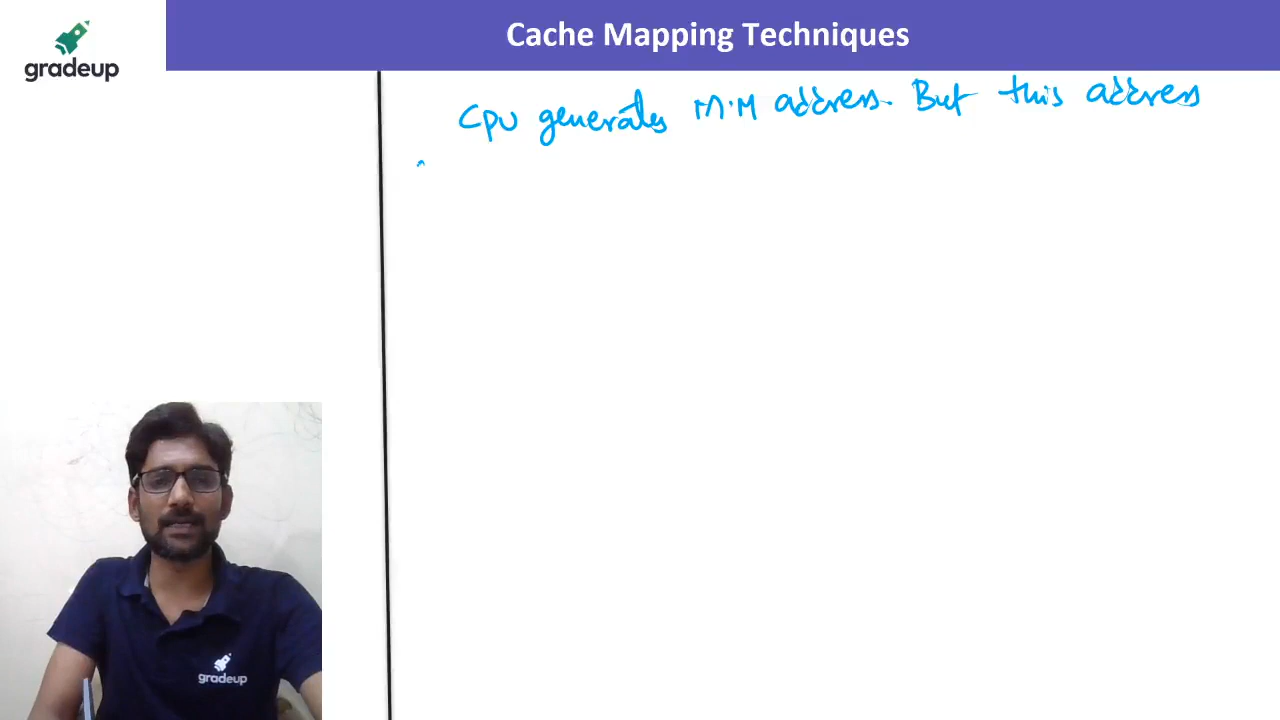 Cache Mapping Techniques
gradeup
CPU generates M.M address. But this address
gradeup